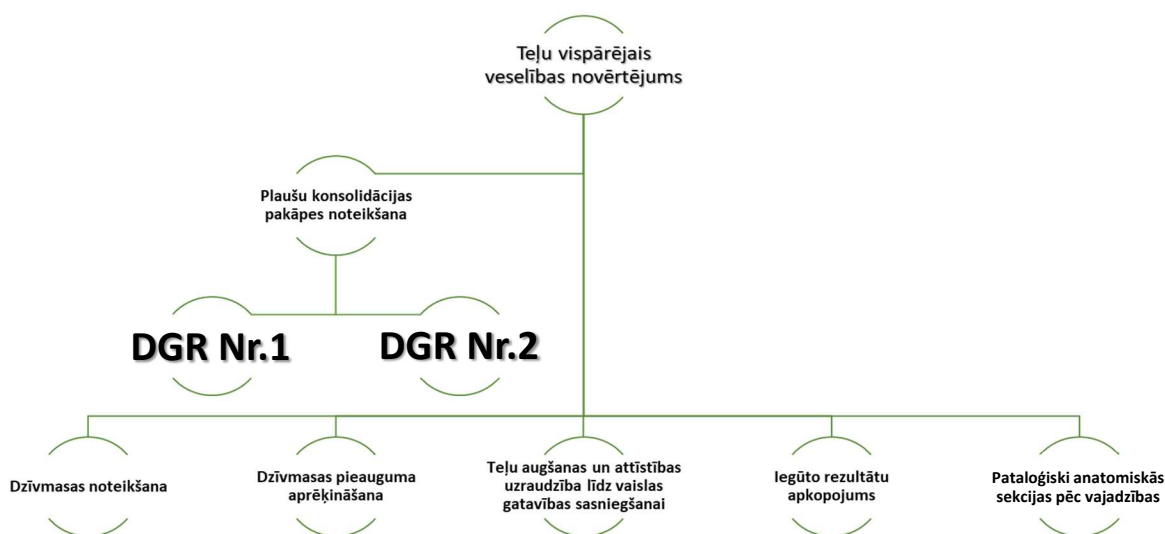 Teļu vispārējais
veselības novērtējums
Plaušu konsolidācijas
pakāpes noteikšana
DGR Nr.1
DGR Nr.2
Dzīvmasas noteikšana
Dzīvmasas pieauguma
aprēķināšana
Teļu augšanas un attīstības
uzraudzība līdz vaislas
gatavības sasniegšanai
Iegūto rezultātu
apkopojums
Pataloģiski anatomiskās
sekcijas pēc vajadzības